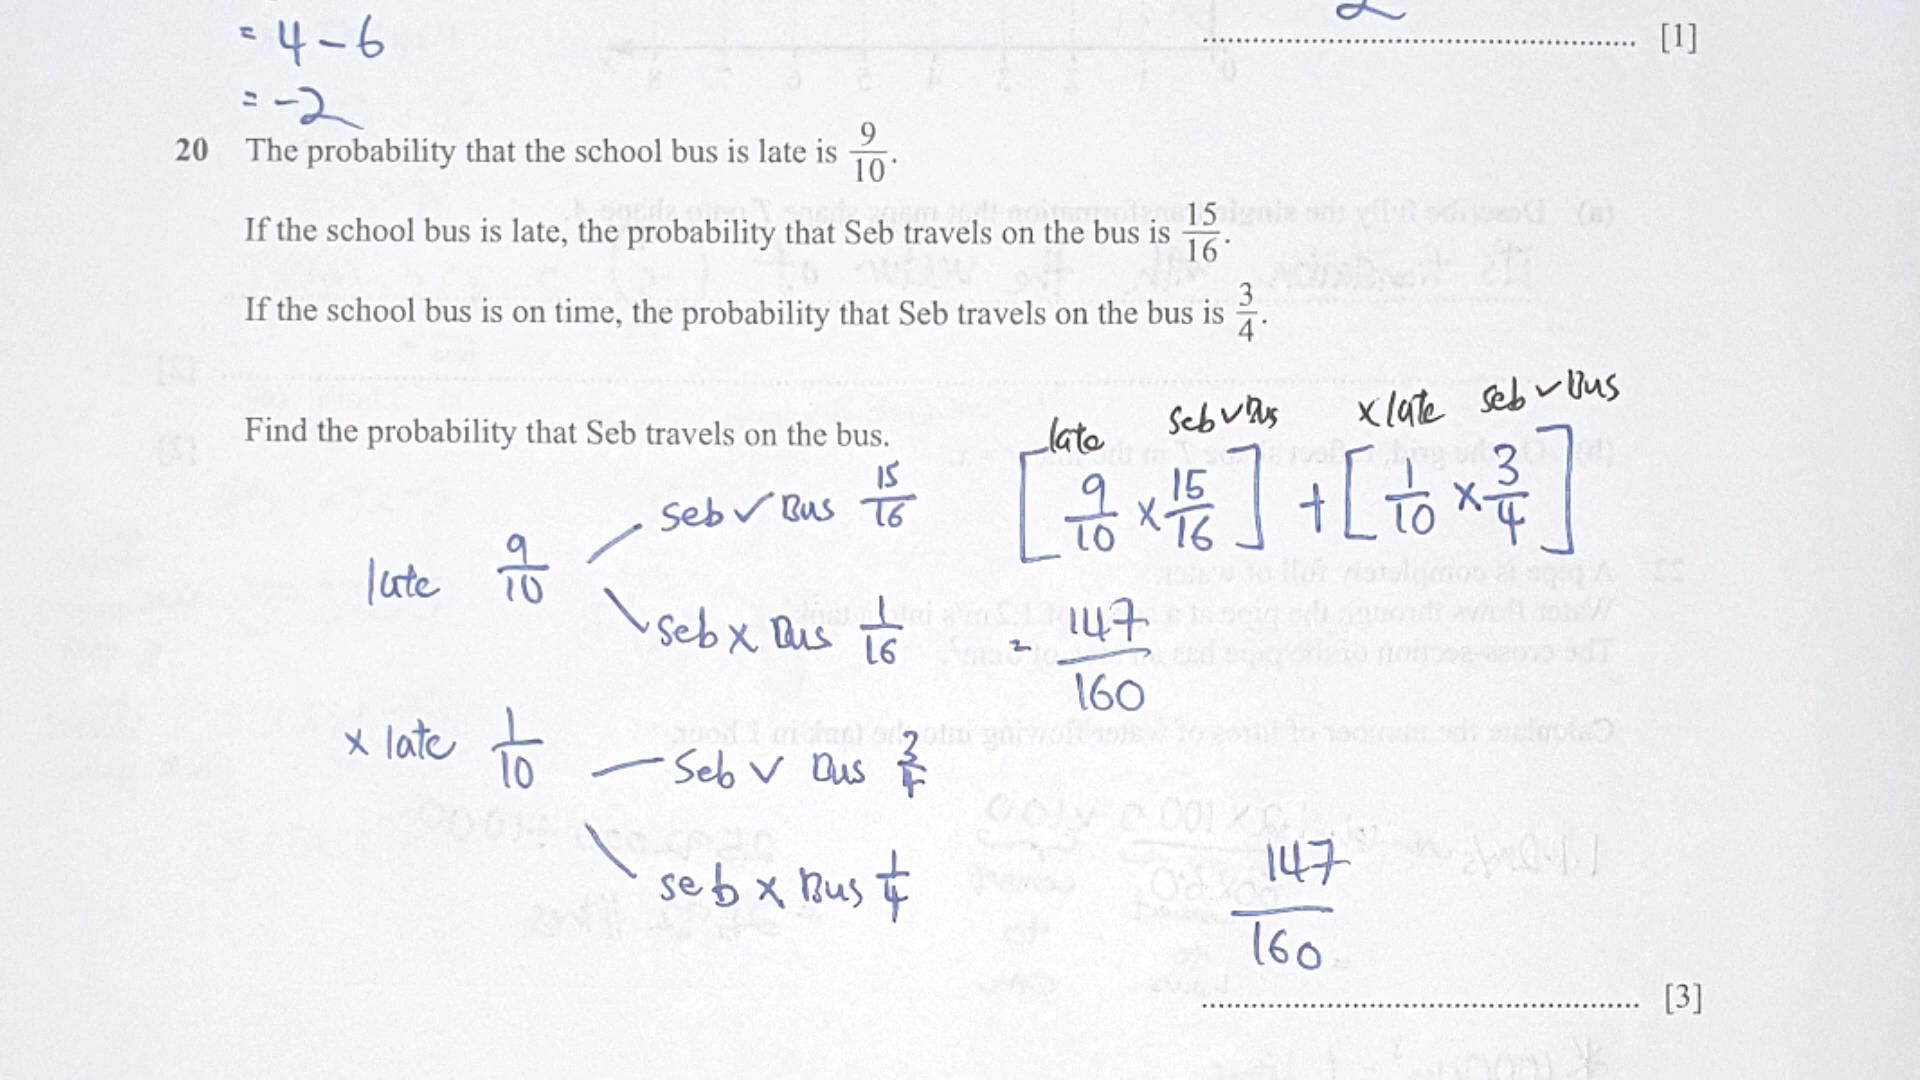 = 4 - 6
= -2
[1]
20 The probability that the school bus is late is 9/10.
If the school bus is late, the probability that Seb travels on the bus is 15/16.
If the school bus is on time, the probability that Seb travels on the bus is 3/4.
Find the probability that Seb travels on the bus.
late seb ✓ Bus x late seb ✓ Bus
[9/10 × 15/16] + [1/10 × 3/4]
= 147/160
late 9/10
seb ✓ Bus 15/16
seb x Bus 1/16
x late 1/10
seb ✓ Bus 3/4
seb x Bus 1/4
147/160
[3]